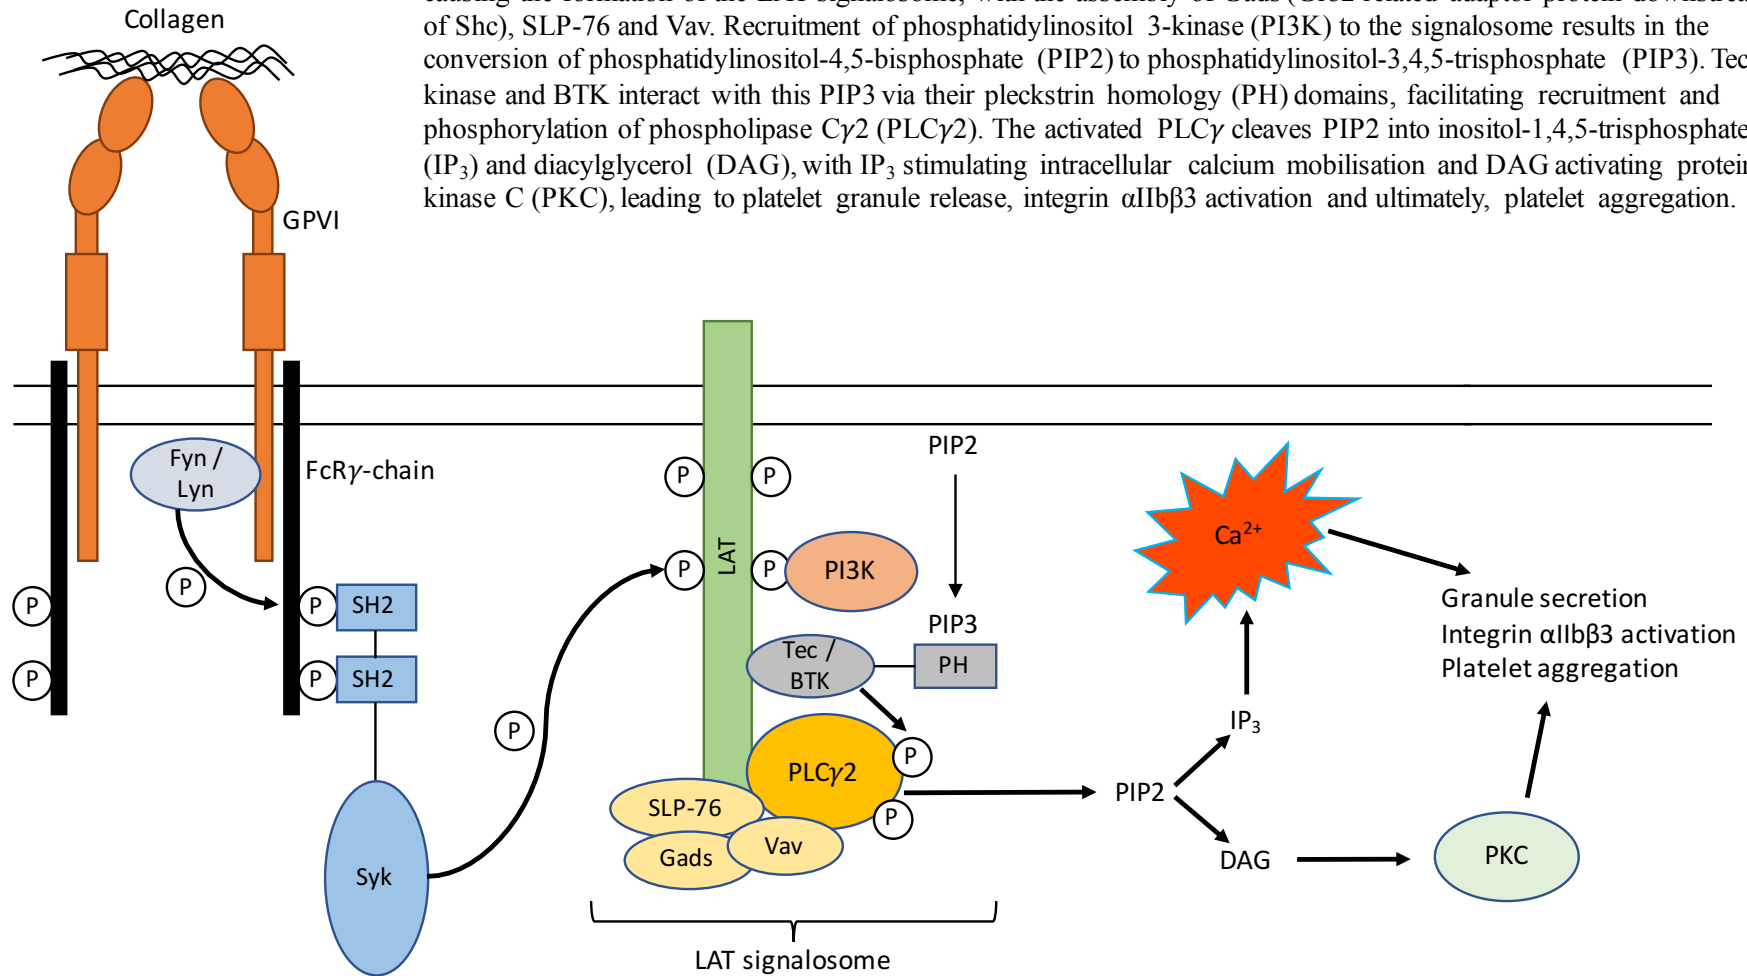 Collagen
of Shc), SLP-76 and Vav. Recruitment of phosphatidylinositol 3-kinase (PI3K) to the signalosome results in the
conversion of phosphatidylinositol-4,5-bisphosphate (PIP2) to phosphatidylinositol-3,4,5-trisphosphate (PIP3). Tec
kinase and BTK interact with this PIP3 via their pleckstrin homology (PH) domains, facilitating recruitment and
phosphorylation of phospholipase Cγ2 (PLCγ2). The activated PLCγ cleaves PIP2 into inositol-1,4,5-trisphosphate
(IP₃) and diacylglycerol (DAG), with IP₃ stimulating intracellular calcium mobilisation and DAG activating protein
kinase C (PKC), leading to platelet granule release, integrin αIIbβ3 activation and ultimately, platelet aggregation.
GPVI
Fyn /
Lyn
FcRγ-chain
P
P
P
P
P
SH2
SH2
Syk
P
P
P
P
P
LAT
PI3K
PIP2
PIP3
Tec /
BTK
PH
PLCγ2
P
P
SLP-76
Gads
Vav
LAT signalosome
PIP2
IP₃
DAG
Ca²⁺
PKC
Granule secretion
Integrin αIIbβ3 activation
Platelet aggregation